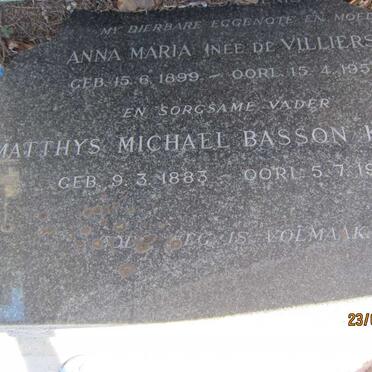 MY DIERBARE EGGENOTE EN MOED
ANNA MARIA (NEE DE VILLIERS
GEB. 15.6.1899 – OORL. 15.4.195
EN SORGSAME VADER
MATTHYS MICHAEL BASSON
GEB. 9.3.1883 – OORL. 5.7.19
IS VOLMAAK
23/0